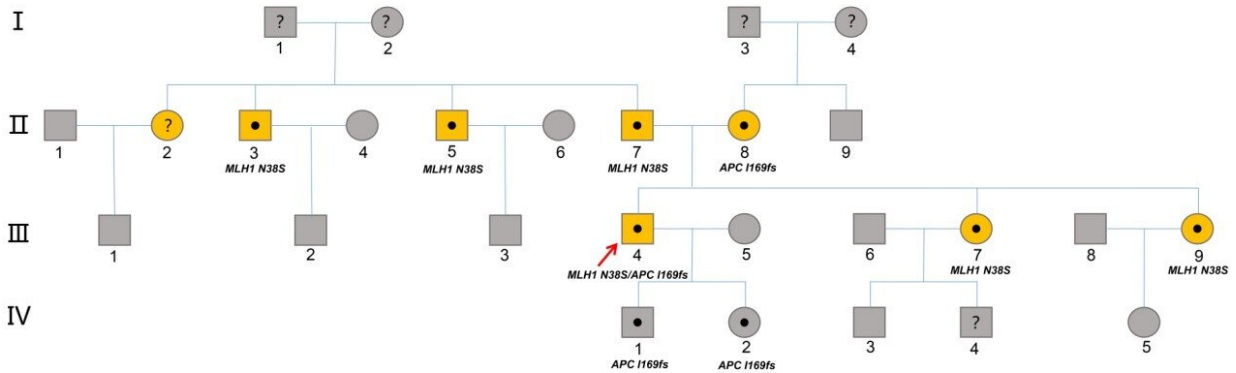 Ⅰ
? ? ? ?
1 2 3 4
Ⅱ
?
1 2 3 4 5 6 7 8 9
MLH1 N38S MLH1 N38S MLH1 N38S APC I169fs
Ⅲ
1 2 3 4 5 6 7 8 9
MLH1 N38S/APC I169fs MLH1 N38S MLH1 N38S
Ⅳ
?
1 2 3 4 5
APC I169fs APC I169fs